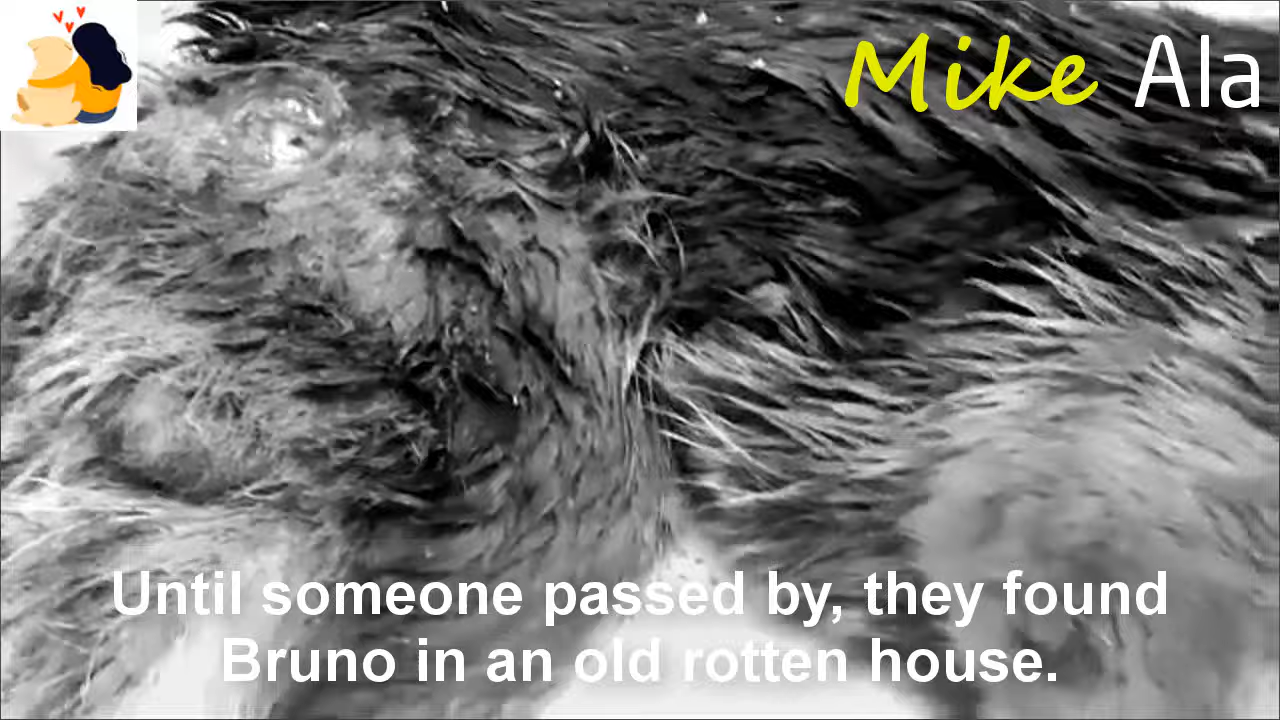 Mike Ala
Until someone passed by, they found
Bruno in an old rotten house.